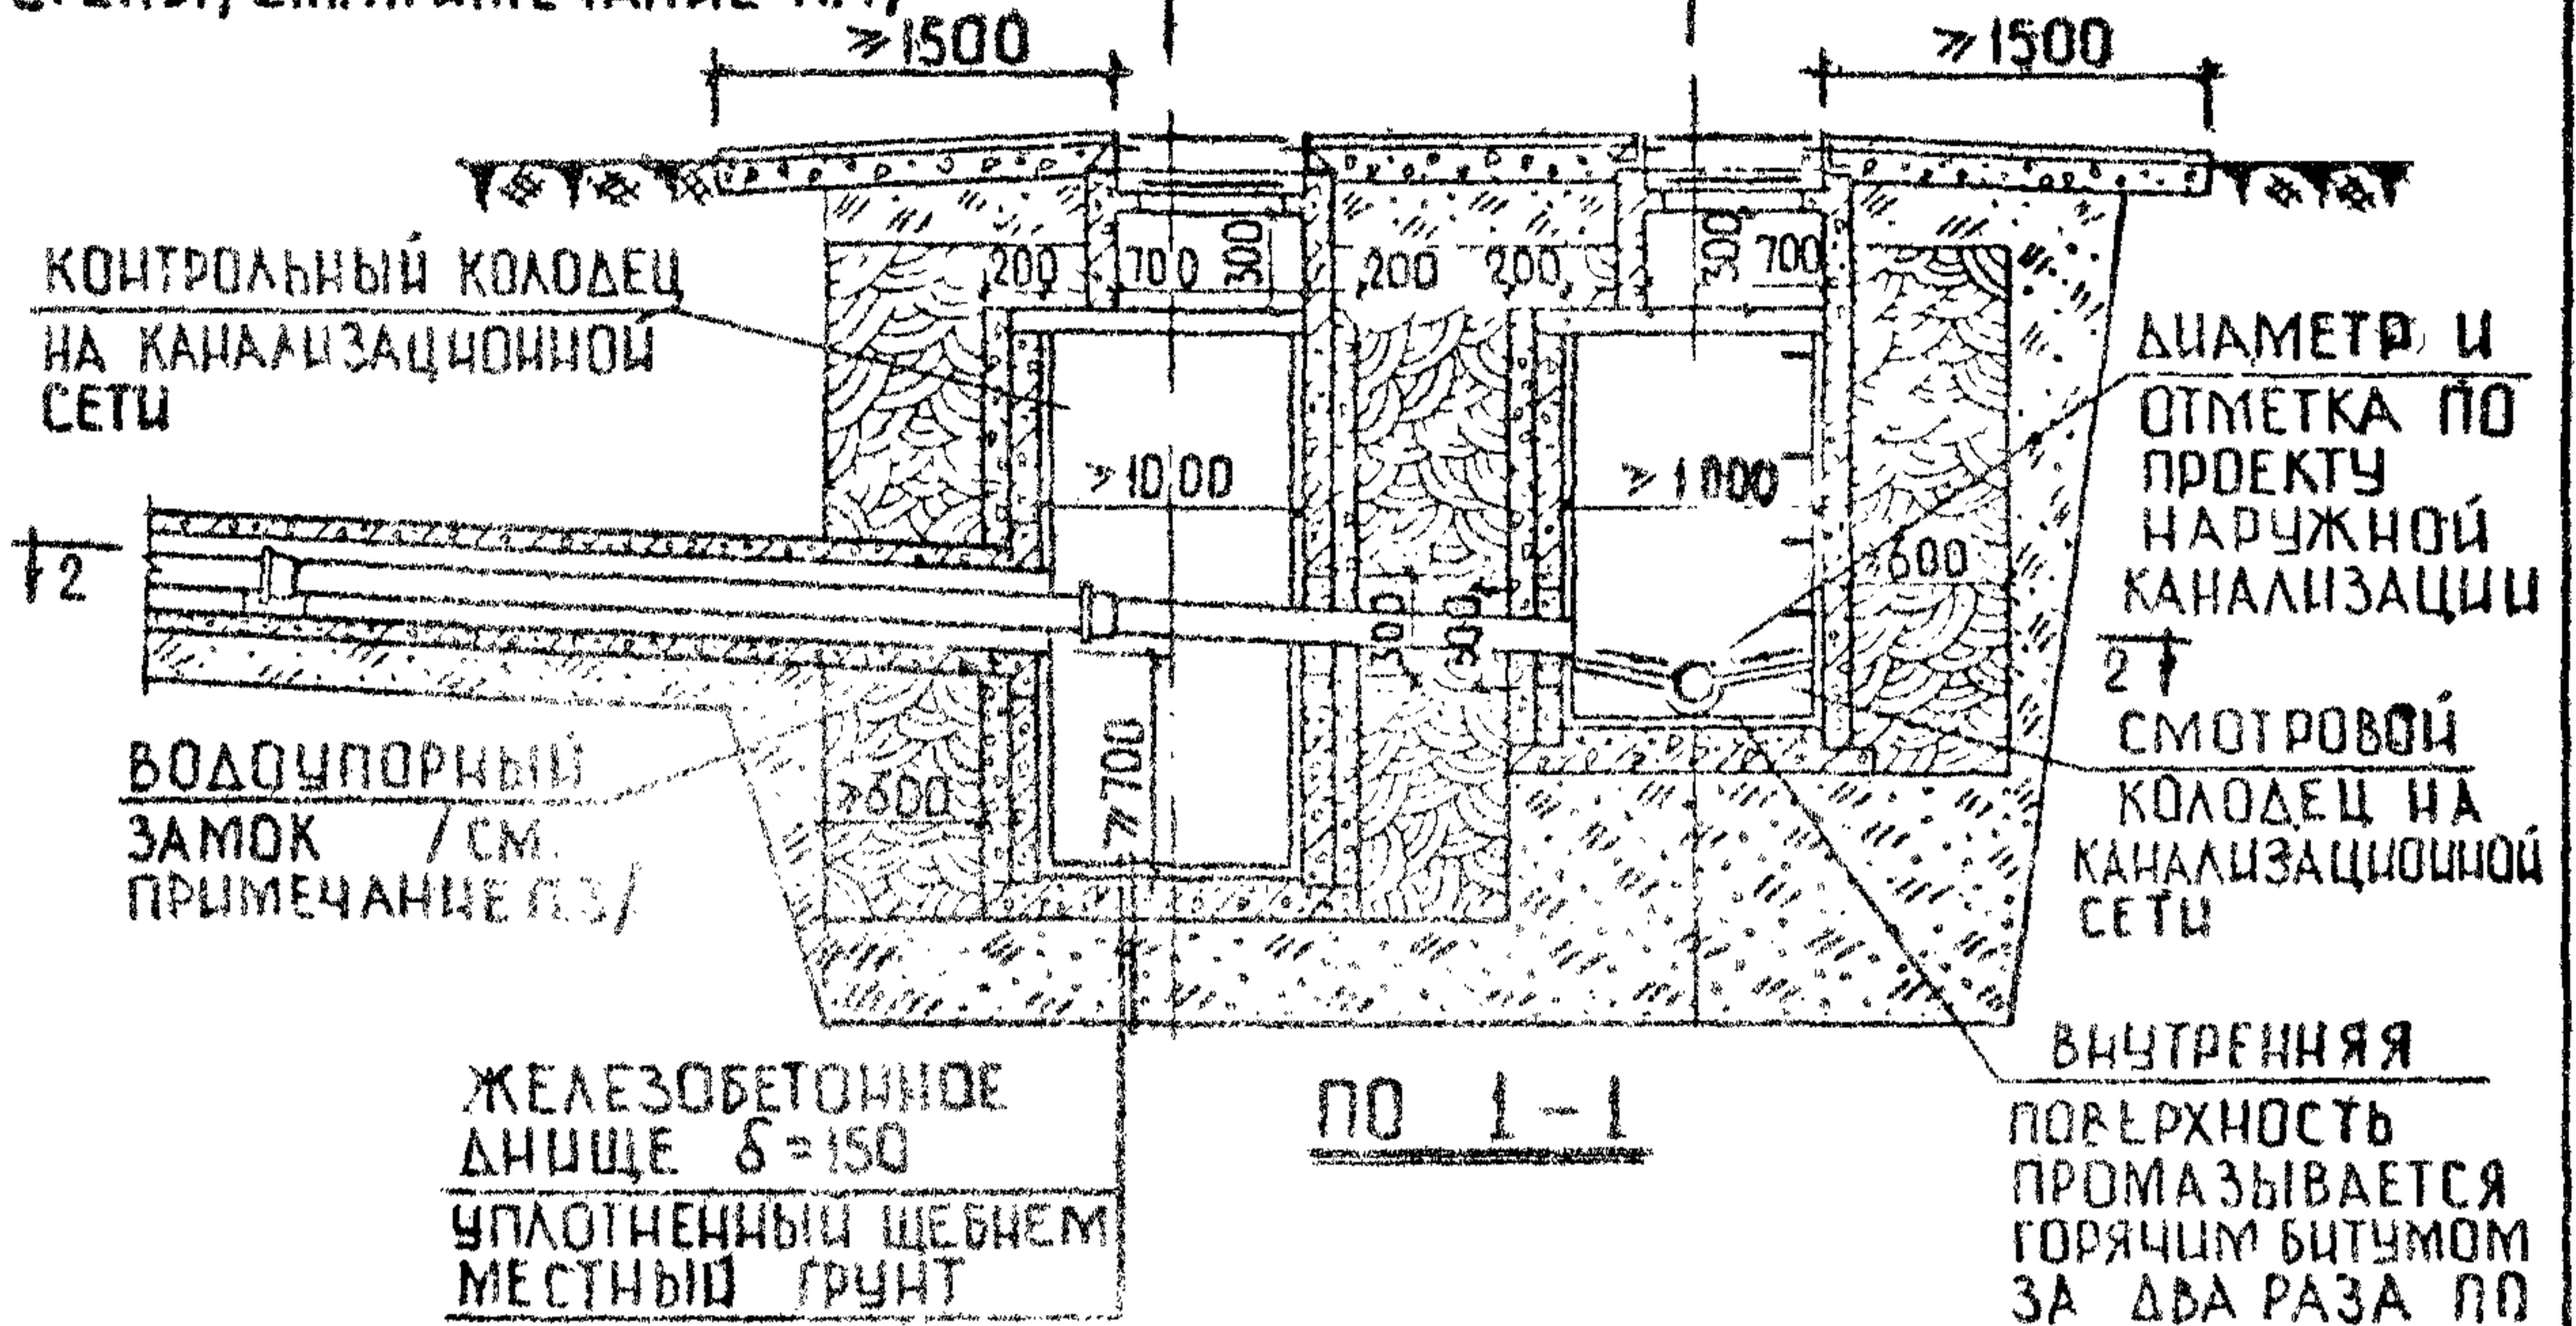 ≥1500
≥1500
КОНТРОЛЬНЫЙ КОЛОДЕЦ
НА КАНАЛИЗАЦИОННОЙ
СЕТИ
200
700
300
200
200
300
700
ДИАМЕТР И
ОТМЕТКА ПО
ПРОЕКТУ
НАРУЖНОЙ
КАНАЛИЗАЦИИ
≥1000
≥1000
600
2
300
300
2
СМОТРОВОЙ
КОЛОДЕЦ НА
КАНАЛИЗАЦИОННОЙ
СЕТИ
ВОДОУПОРНЫЙ
ЗАМОК /СМ.
ПРИМЕЧАНИЕ П.3/
≥600
≥700
ЖЕЛЕЗОБЕТОННОЕ
ДНИЩЕ δ=150
УПЛОТНЕННЫЙ ЩЕБНЕМ
МЕСТНЫЙ ГРУНТ
ПО 1-1
ВНУТРЕННЯЯ
ПОВЕРХНОСТЬ
ПРОМАЗЫВАЕТСЯ
ГОРЯЧИМ БИТУМОМ
ЗА ДВА РАЗА ПО